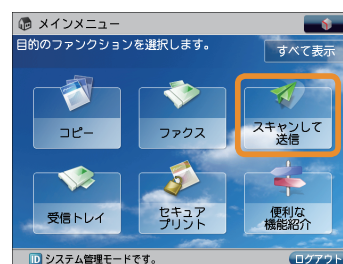 メインメニュー
目的のファンクションを選択します。
すべて表示
コピー
ファクス
スキャンして
送信
受信トレイ
セキュア
プリント
便利な
機能紹介
ID システム管理モードです。
ログアウト